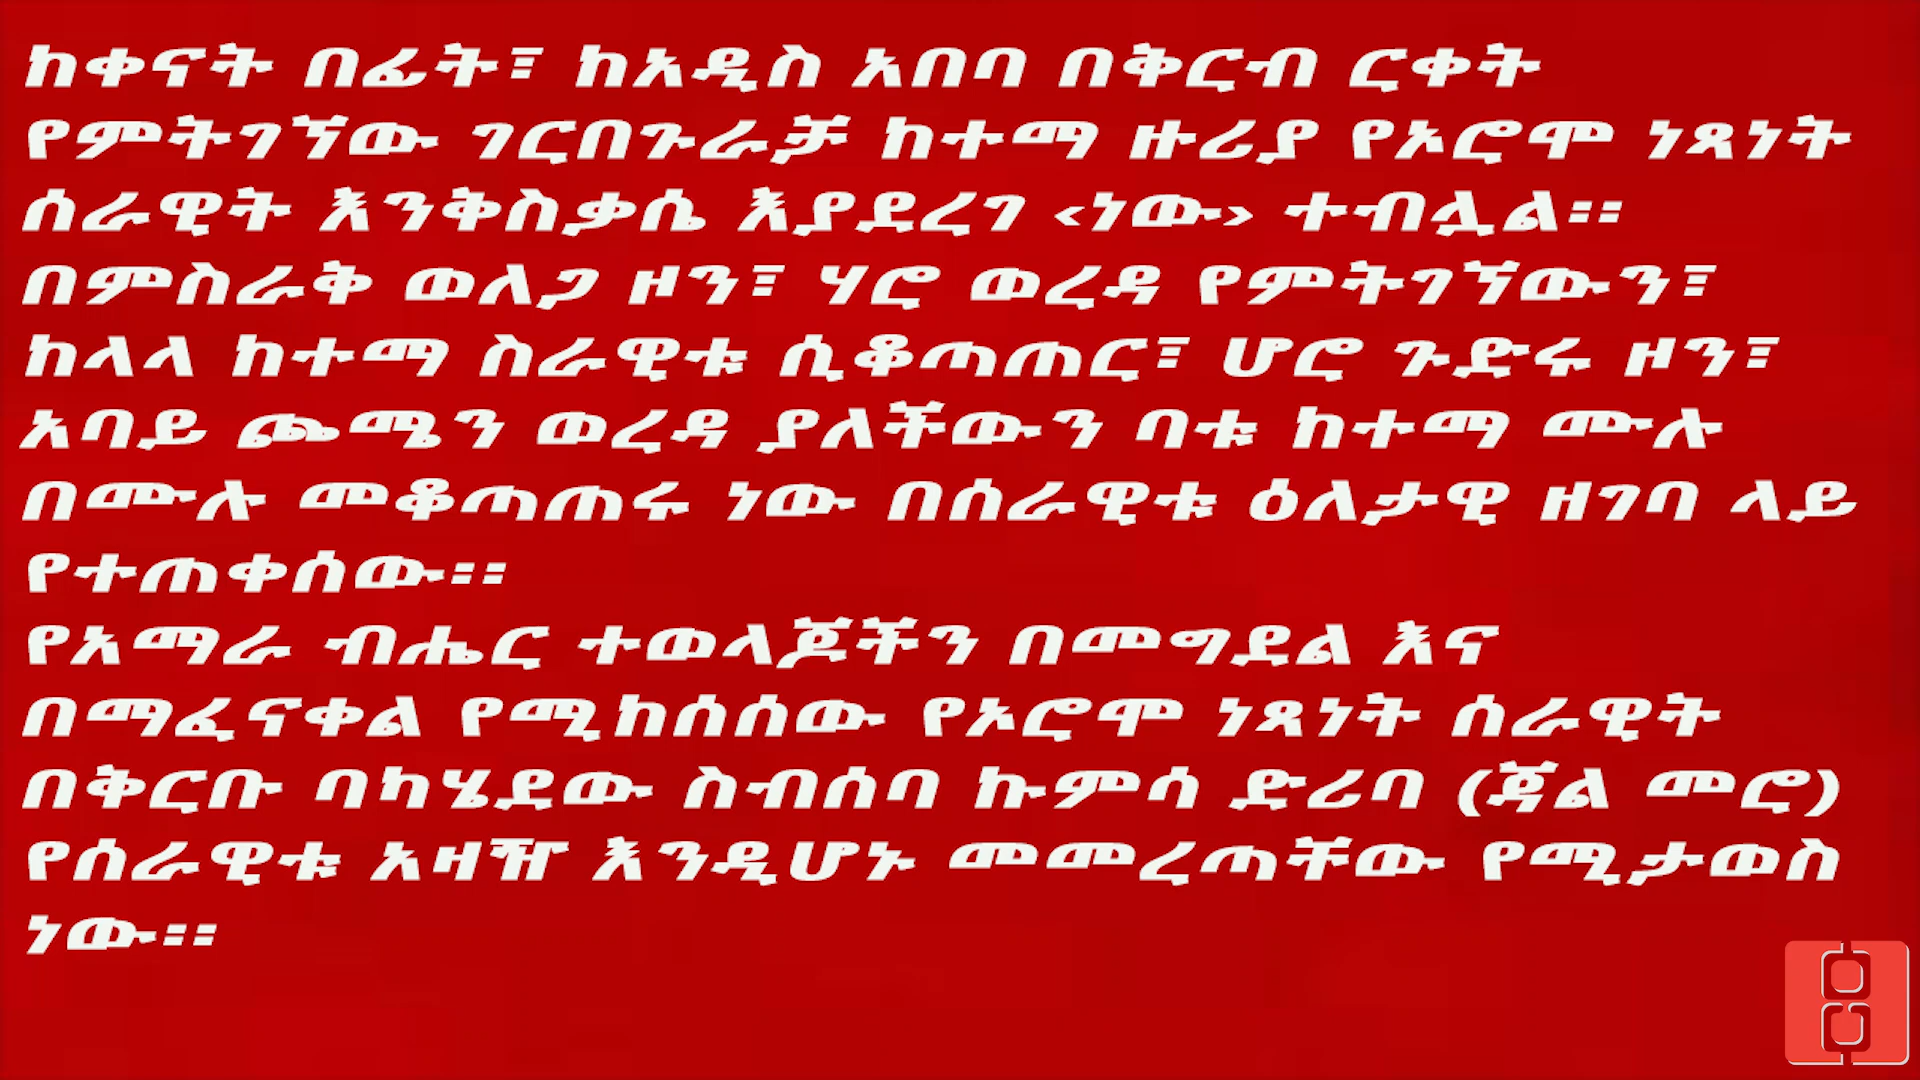 ከቀናት በፊት፣ ከአዲስ አበባ በቅርብ ርቀት
የምትገኘው ገርበጉራቻ ከተማ ዙሪያ የኦሮሞ ነጻነት
ሰራዊት እንቅስቃሴ እያደረገ ‹ነው› ተብሏል፡፡
በምስራቅ ወለጋ ዞን፣ ሃሮ ወረዳ የምትገኘውን፣
ከላላ ከተማ ስራዊቱ ሲቆጣጠር፣ ሆሮ ጉድሩ ዞን፣
አባይ ጮሜን ወረዳ ያለችውን ባቱ ከተማ ሙሉ
በሙሉ መቆጣጠሩ ነው በሰራዊቱ ዕለታዊ ዘገባ ላይ
የተጠቀሰው፡፡
የአማራ ብሔር ተወላጆችን በመግደል እና
በማፈናቀል የሚከሰሰው የኦሮሞ ነጻነት ሰራዊት
በቅርቡ ባካሄደው ስብሰባ ኩምሳ ድሪባ (ጃል መሮ)
የሰራዊቱ አዛዥ እንዲሆኑ መመረጣቸው የሚታወስ
ነው፡፡